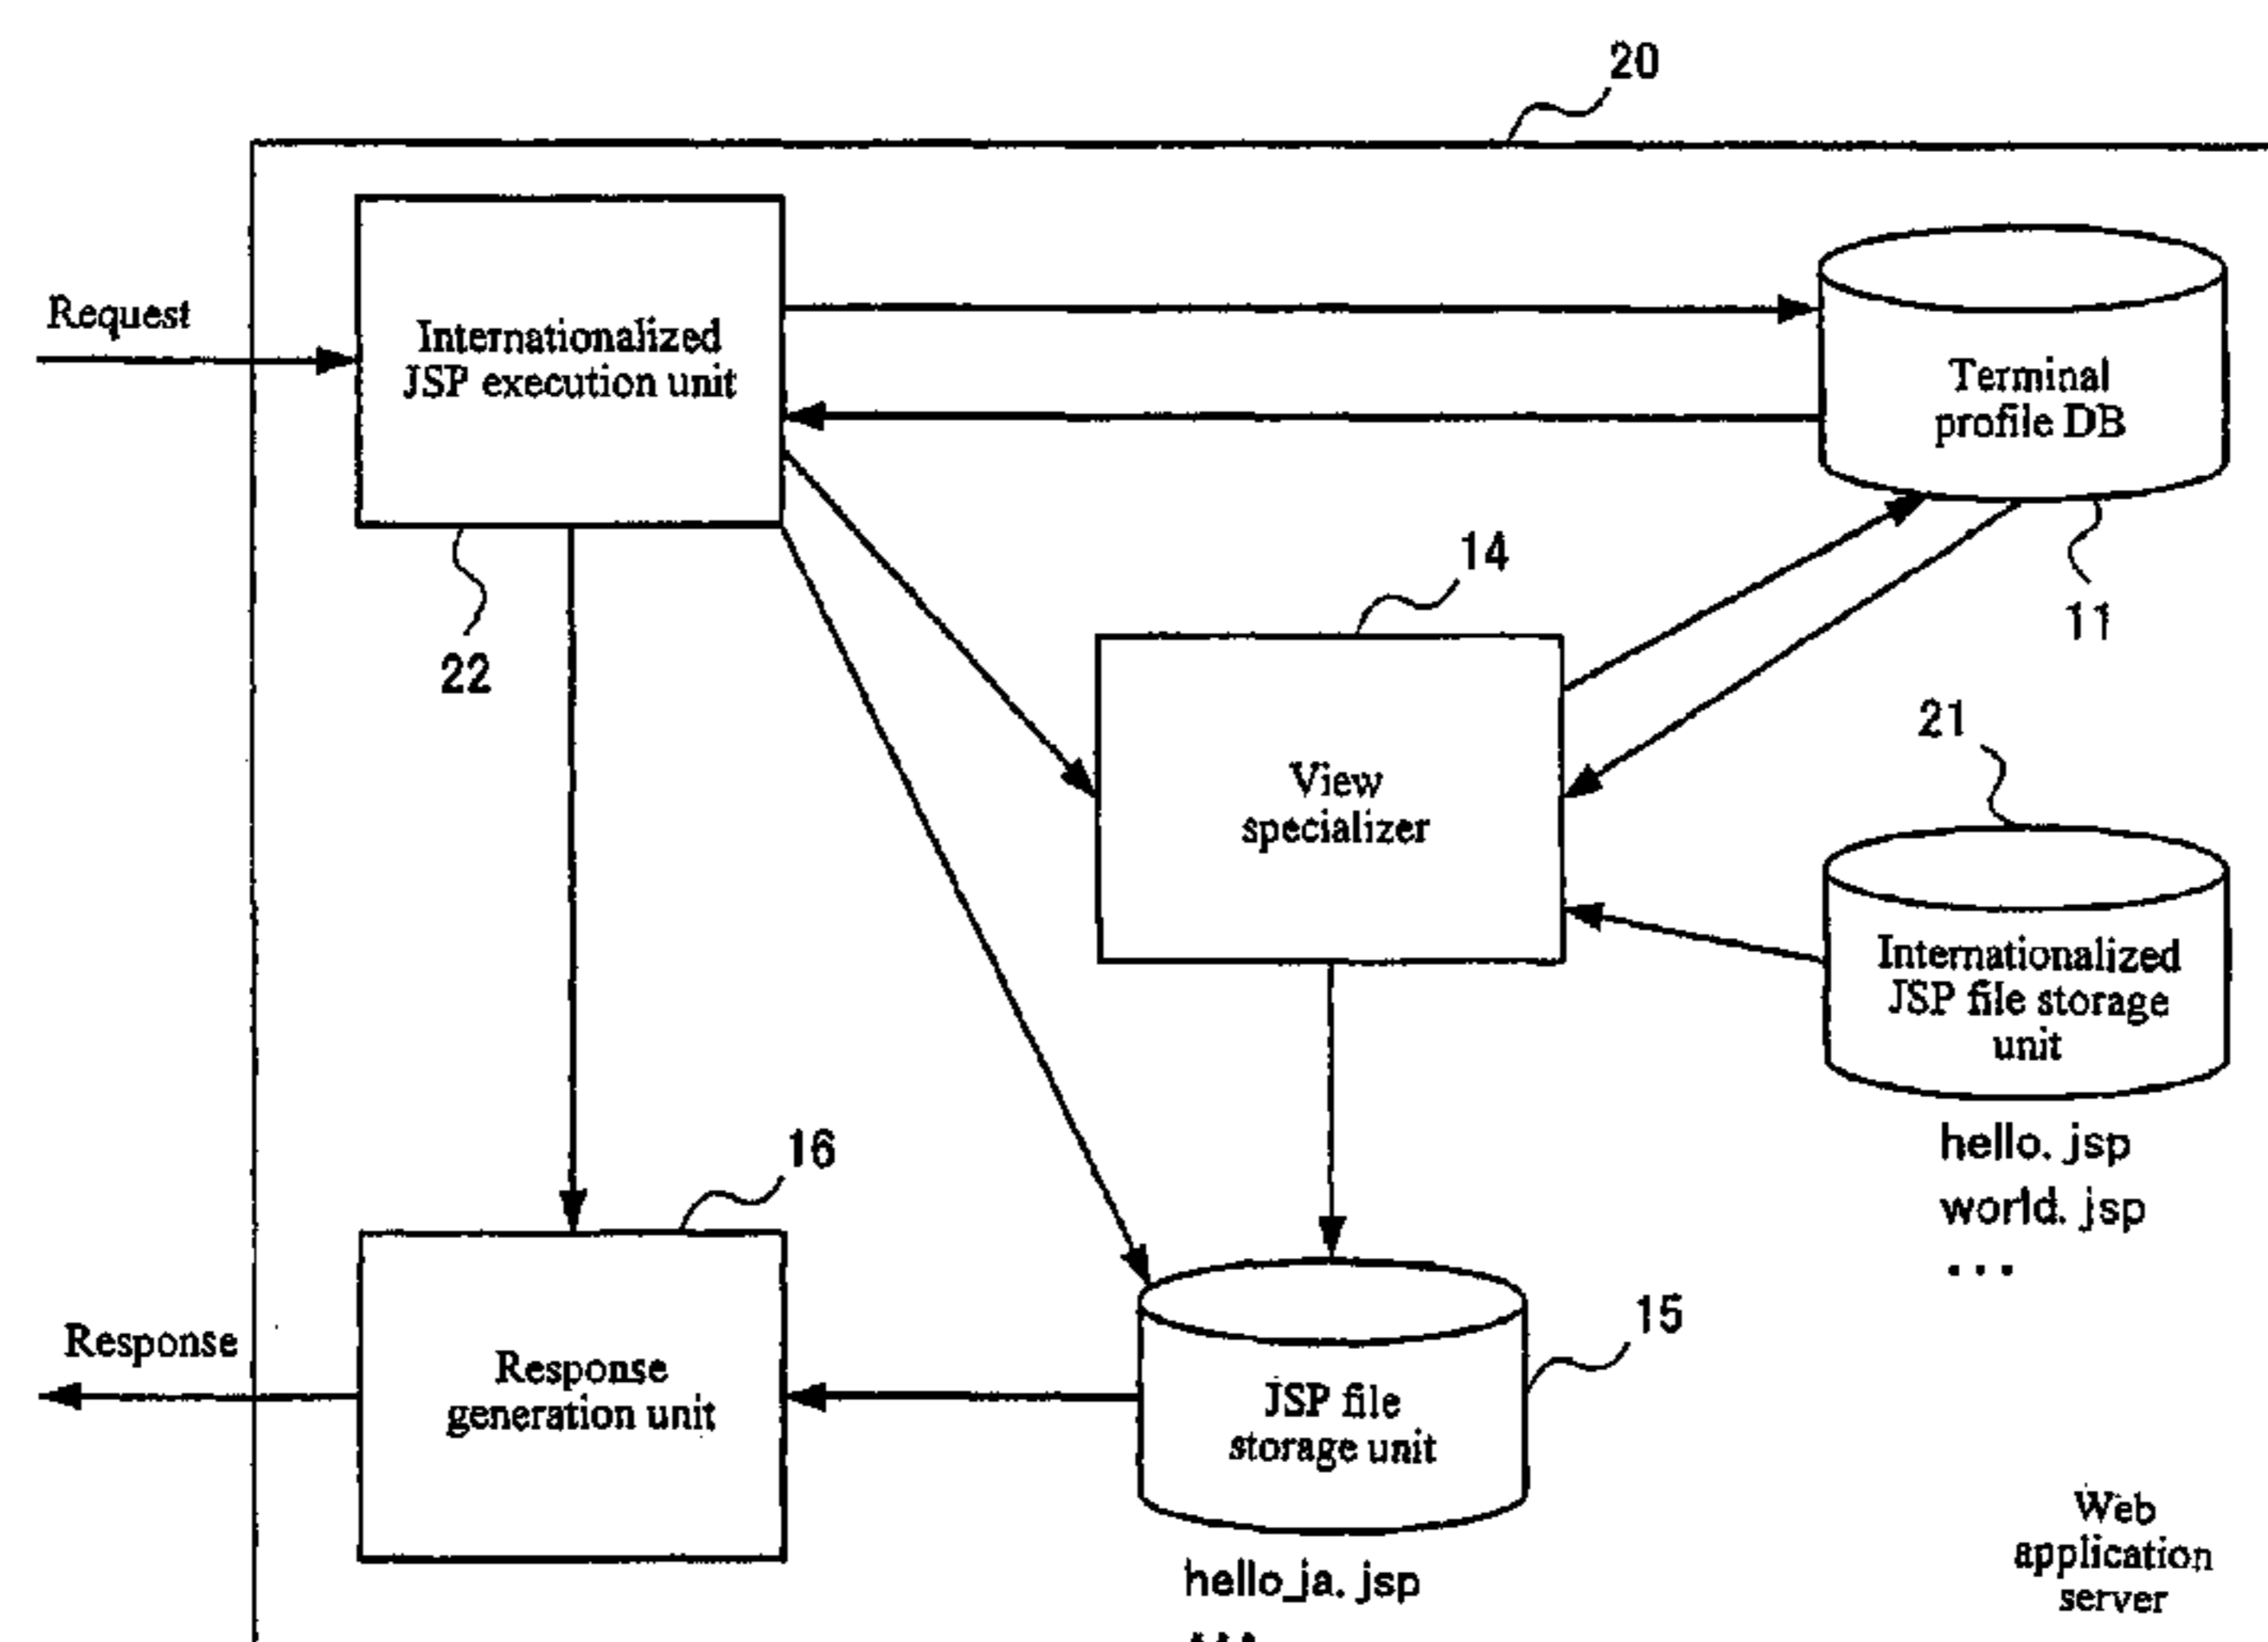 20
Request
Internationalized
JSP execution unit
Terminal
profile DB
22
14
11
View
specializer
21
Internationalized
JSP file storage
unit
hello. jsp
world. jsp
...
16
Response
Response
generation unit
15
JSP file
storage unit
hello_ja. jsp
...
Web
application
server